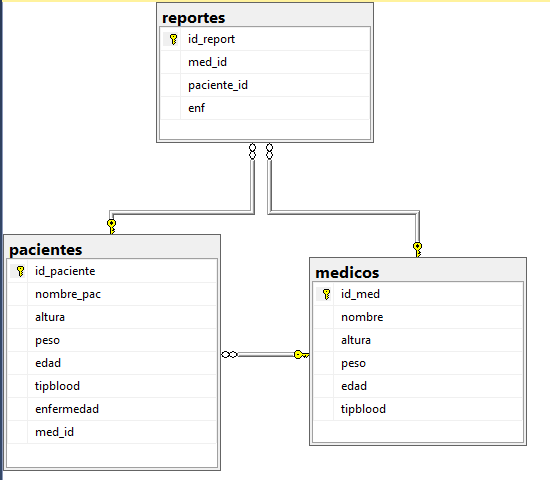 reportes
id_report
med_id
paciente_id
enf
pacientes
id_paciente
nombre_pac
altura
peso
edad
tipblood
enfermedad
med_id
medicos
id_med
nombre
altura
peso
edad
tipblood